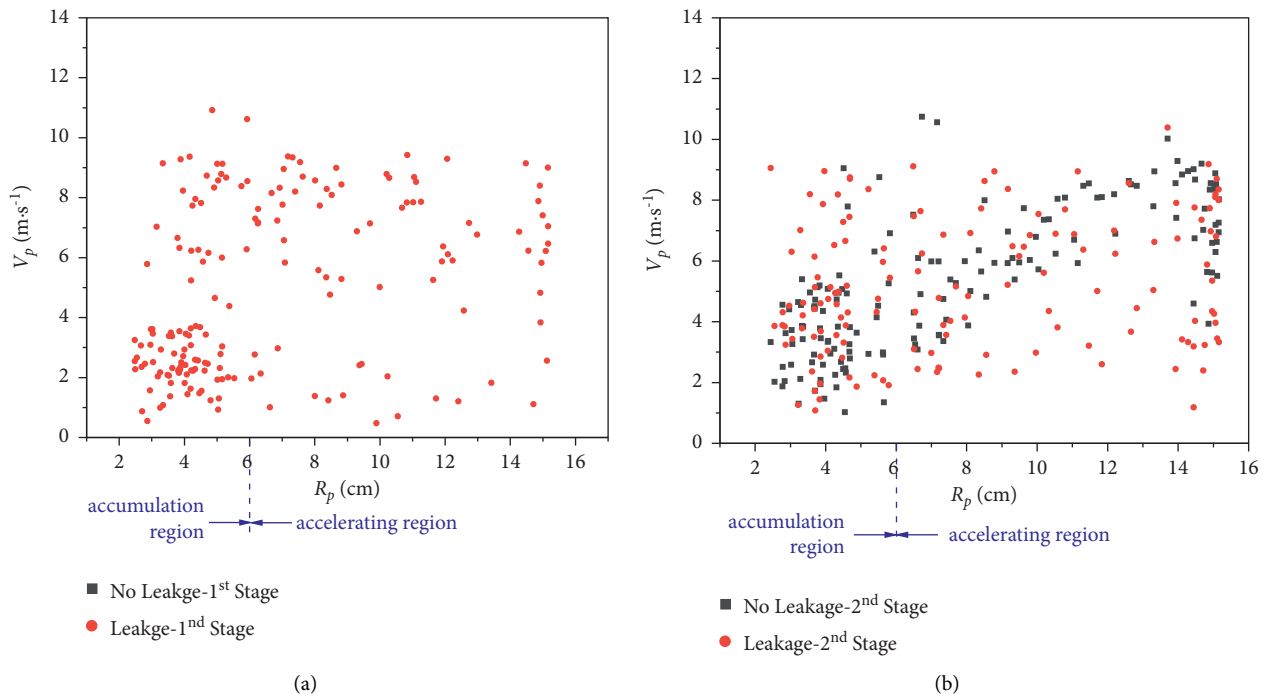 14
12
10
8
6
4
2
0
V_p (m·s⁻¹)
2 4 6 8 10 12 14 16
R_p (cm)
accumulation
region
accelerating region
No Leakge-1st Stage
Leakge-1nd Stage
(a)
14
12
10
8
6
4
2
0
V_p (m·s⁻¹)
2 4 6 8 10 12 14 16
R_p (cm)
accumulation
region
accelerating region
No Leakage-2nd Stage
Leakage-2nd Stage
(b)